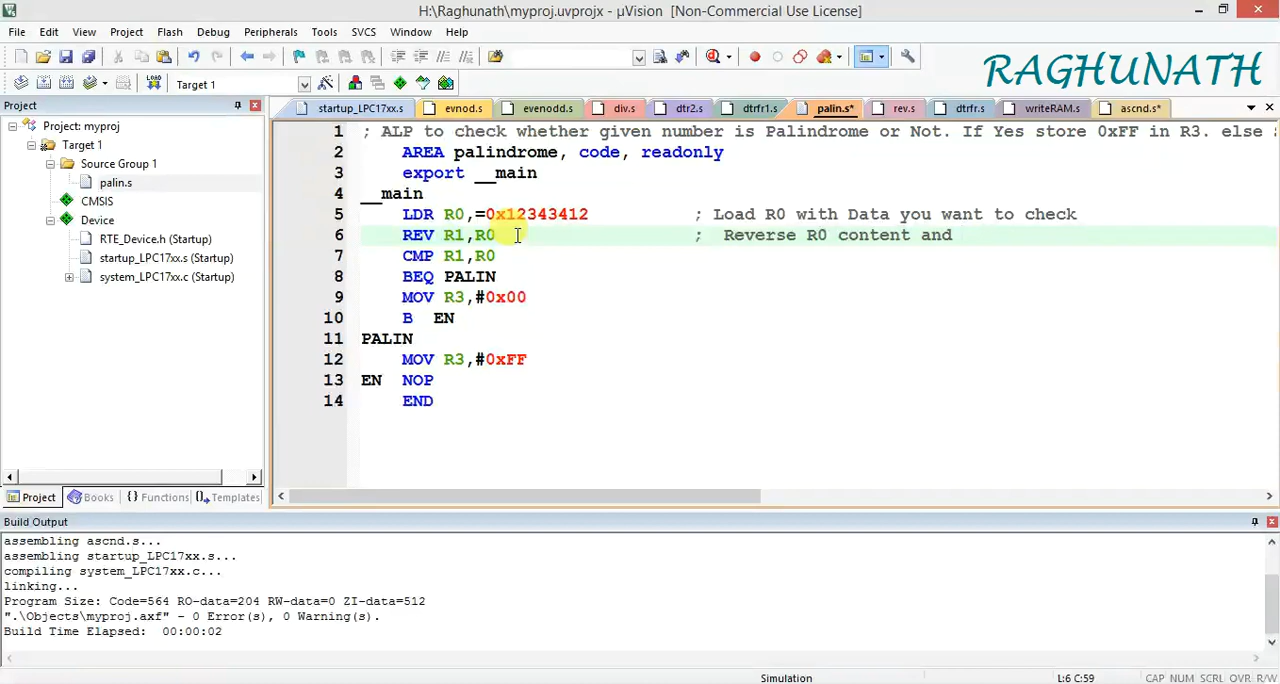 H:\Raghunath\myproj.uvprojx - µVision [Non-Commercial Use License]
File Edit View Project Flash Debug Peripherals Tools SVCS Window Help
Target 1
RAGHUNATH
Project
startup_LPC17xx.s evnod.s evenodd.s div.s dtr2.s dtrfr1.s palin.s* rev.s dtrfr.s writeRAM.s ascnd.s*
Project: myproj
Target 1
Source Group 1
palin.s
CMSIS
Device
RTE_Device.h (Startup)
startup_LPC17xx.s (Startup)
system_LPC17xx.c (Startup)
1 ; ALP to check whether given number is Palindrome or Not. If Yes store 0xFF in R3. else
2 AREA palindrome, code, readonly
3 export __main
4 __main
5 LDR R0,=0x12343412 ; Load R0 with Data you want to check
6 REV R1,R0 ; Reverse R0 content and
7 CMP R1,R0
8 BEQ PALIN
9 MOV R3,#0x00
10 B EN
11 PALIN
12 MOV R3,#0xFF
13 EN NOP
14 END
Project Books {} Functions Templates
Build Output
assembling ascnd.s...
assembling startup_LPC17xx.s...
compiling system_LPC17xx.c...
linking...
Program Size: Code=564 RO-data=204 RW-data=0 ZI-data=512
".\Objects\myproj.axf" - 0 Error(s), 0 Warning(s).
Build Time Elapsed: 00:00:02
Simulation L:6 C:59 CAP NUM SCRL OVR R/W